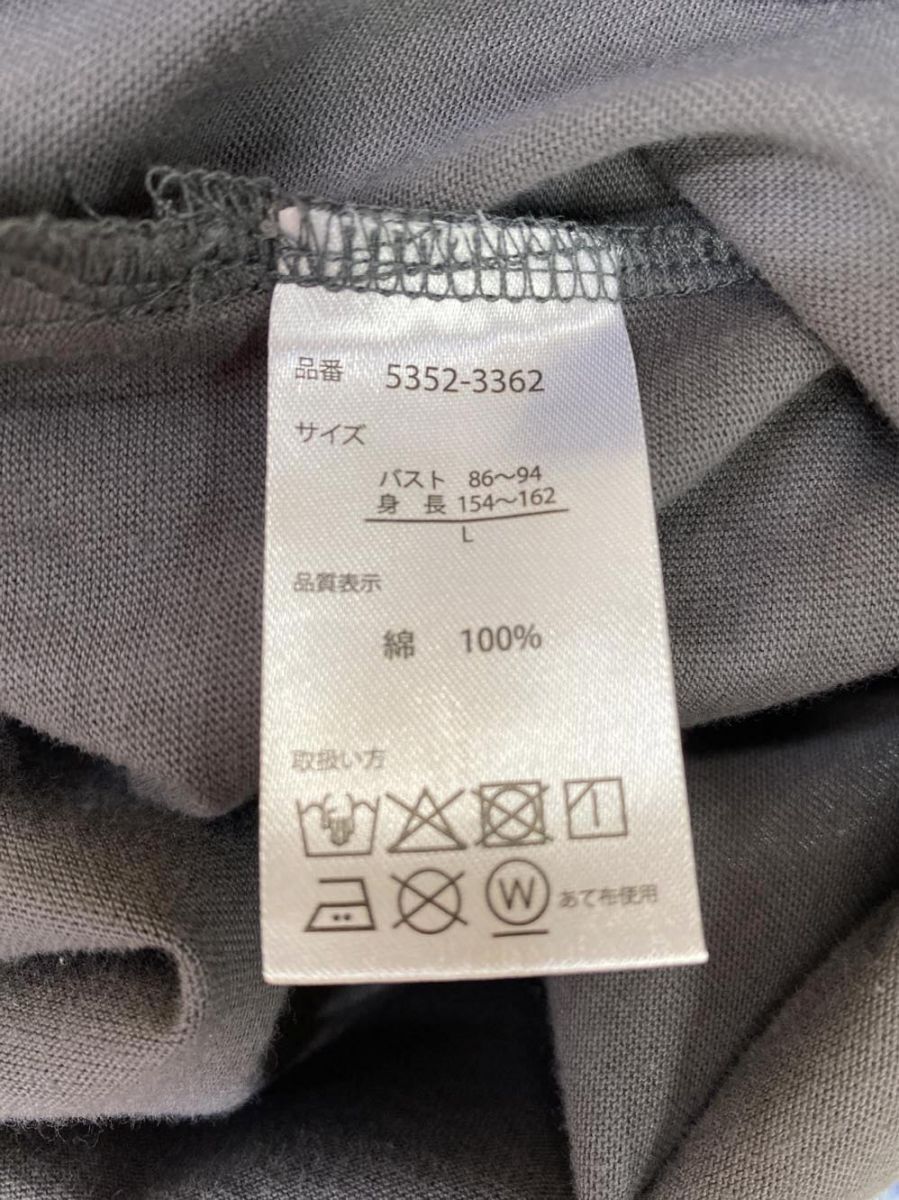 品番 5352-3362
サイズ
バスト 86～94
身長 154～162
L
品質表示
綿 100%
取扱い方
W あて布使用